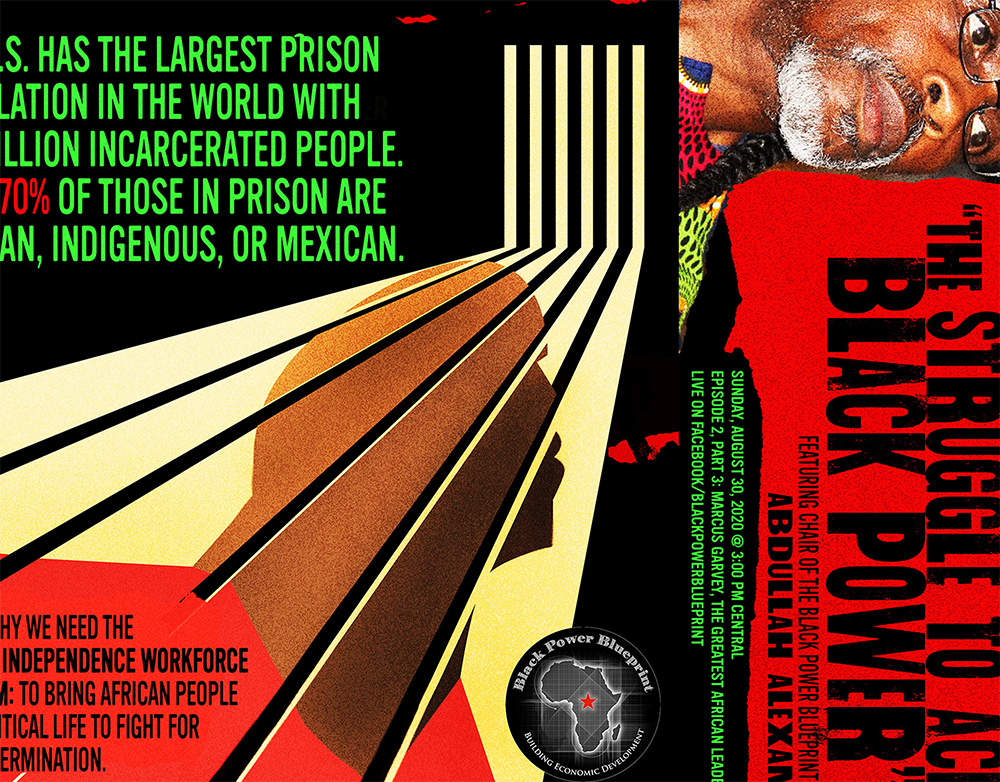 .S. HAS THE LARGEST PRISON
LATION IN THE WORLD WITH
ILLION INCARCERATED PEOPLE.
70% OF THOSE IN PRISON ARE
AN, INDIGENOUS, OR MEXICAN.
HY WE NEED THE
INDEPENDENCE WORKFORCE
M: TO BRING AFRICAN PEOPLE
ITICAL LIFE TO FIGHT FOR
ERMINATION.
Black Power Blueprint
BUILDING ECONOMIC DEVELOPMENT
"THE STRUGGLE TO AC
BLACK POWER,
FEATURING CHAIR OF THE BLACK POWER BLUEPRINT
ABDULLAH ALEXAN
SUNDAY, AUGUST 30, 2020 @ 3:00 PM CENTRAL
EPISODE 2, PART 3: MARCUS GARVEY, THE GREATEST AFRICAN LEADE
LIVE ON FACEBOOK/BLACKPOWERBLUEPRINT